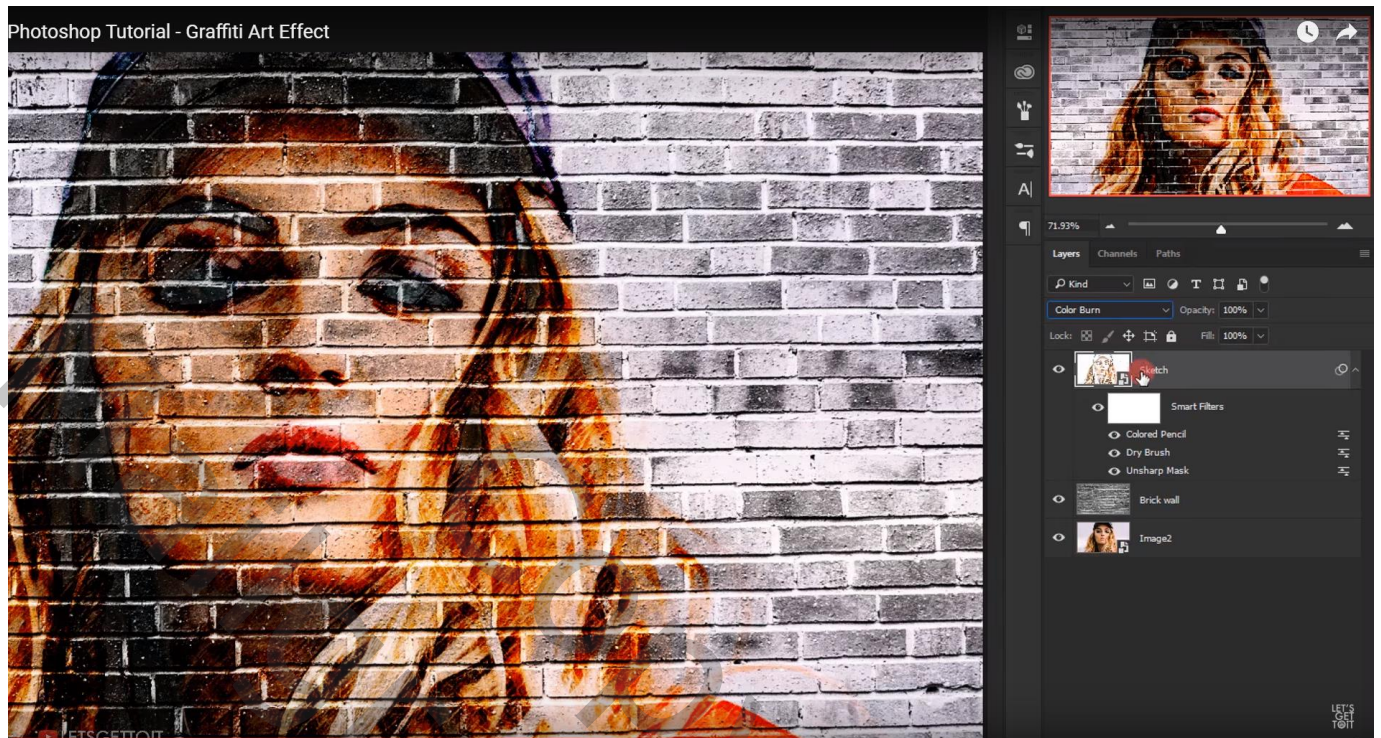 Photoshop Tutorial - Graffiti Art Effect
71.93%
Layers Channels Paths
Kind
Color Burn Opacity: 100%
Lock: Fill: 100%
Sketch
Smart Filters
Colored Pencil
Dry Brush
Unsharp Mask
Brick wall
Image2
LET'S
GET
TOIT
LETSGETTOIT